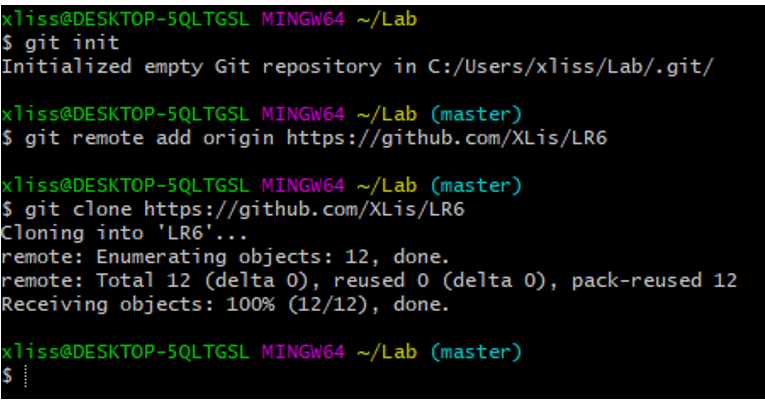 xliss@DESKTOP-5QLTGSL MINGW64 ~/Lab
$ git init
Initialized empty Git repository in C:/Users/xliss/Lab/.git/
xliss@DESKTOP-5QLTGSL MINGW64 ~/Lab (master)
$ git remote add origin https://github.com/XLis/LR6
xliss@DESKTOP-5QLTGSL MINGW64 ~/Lab (master)
$ git clone https://github.com/XLis/LR6
Cloning into 'LR6'...
remote: Enumerating objects: 12, done.
remote: Total 12 (delta 0), reused 0 (delta 0), pack-reused 12
Receiving objects: 100% (12/12), done.
xliss@DESKTOP-5QLTGSL MINGW64 ~/Lab (master)
$